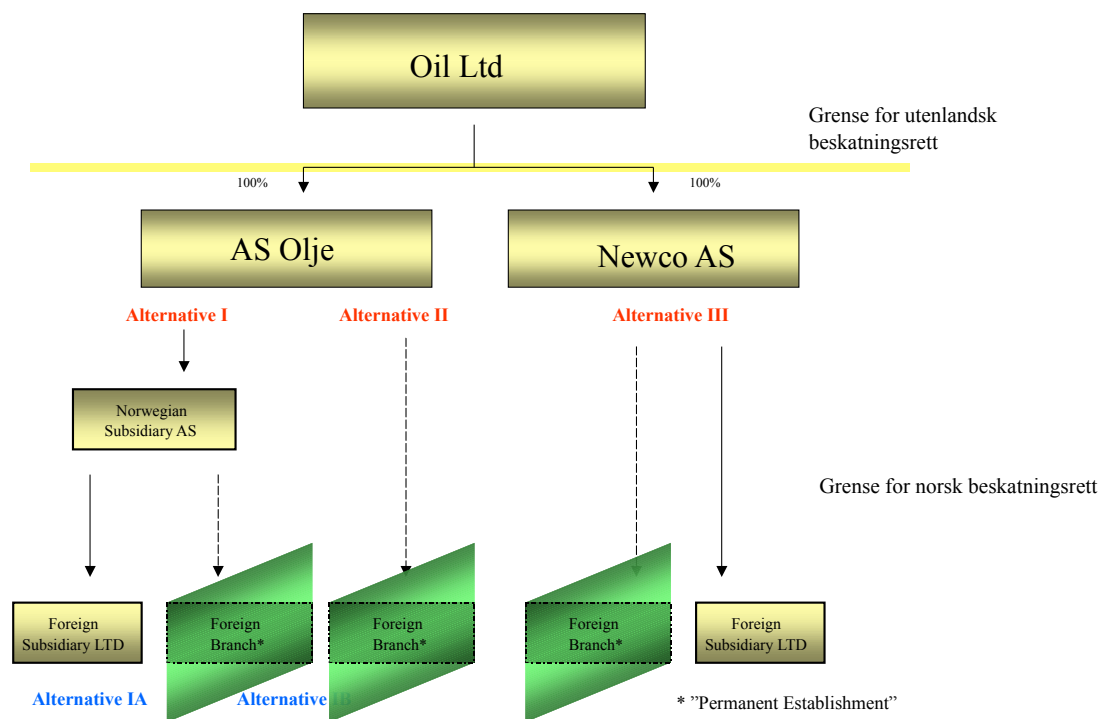 Oil Ltd
Grense for utenlandsk
beskatningsrett
100%
100%
AS Olje
Newco AS
Alternative I
Alternative II
Alternative III
Norwegian
Subsidiary AS
Grense for norsk beskatningsrett
Foreign
Subsidiary LTD
Foreign
Branch*
Foreign
Branch*
Foreign
Branch*
Foreign
Subsidiary LTD
Alternative IA
Alternative IB
* ”Permanent Establishment”